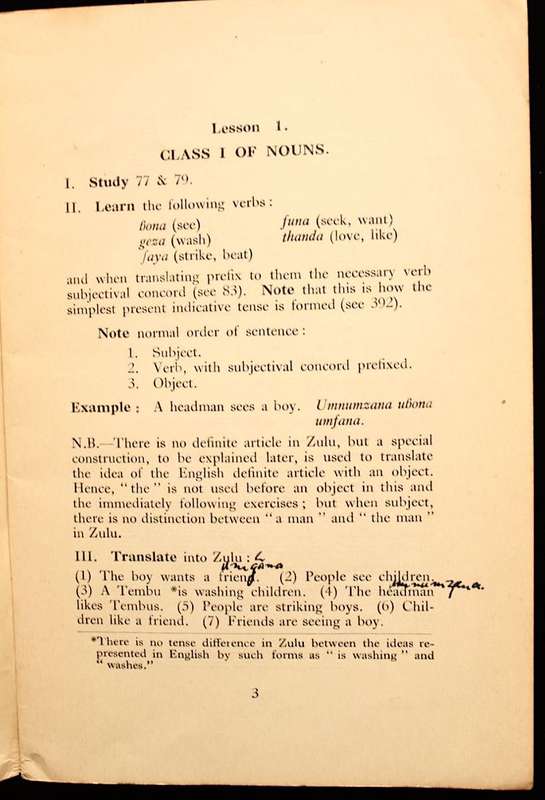 Lesson 1.
CLASS I OF NOUNS.
I. Study 77 & 79.
II. Learn the following verbs:
ɓona (see) funa (seek, want)
geza (wash) thanda (love, like)
ʃaya (strike, beat)
and when translating prefix to them the necessary verb
subjectival concord (see 83). Note that this is how the
simplest present indicative tense is formed (see 392).
Note normal order of sentence:
1. Subject.
2. Verb, with subjectival concord prefixed.
3. Object.
Example: A headman sees a boy. Umnumzana uɓona
umfana.
N.B.—There is no definite article in Zulu, but a special
construction, to be explained later, is used to translate
the idea of the English definite article with an object.
Hence, "the" is not used before an object in this and
the immediately following exercises; but when subject,
there is no distinction between "a man" and "the man"
in Zulu.
III. Translate into Zulu:
(1) The boy wants a friend. (2) People see children.
umnumzana.
(3) A Tembu *is washing children. (4) The headman
likes Tembus. (5) People are striking boys. (6) Chil-
dren like a friend. (7) Friends are seeing a boy.
*There is no tense difference in Zulu between the ideas re-
presented in English by such forms as "is washing" and
"washes."
3